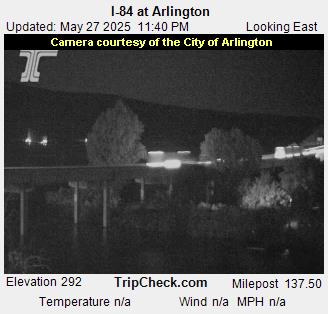 I-84 at Arlington
Updated: May 27 2025 11:40 PM Looking East
Camera courtesy of the City of Arlington
Elevation 292 TripCheck.com Milepost 137.50
Temperature n/a Wind n/a MPH n/a